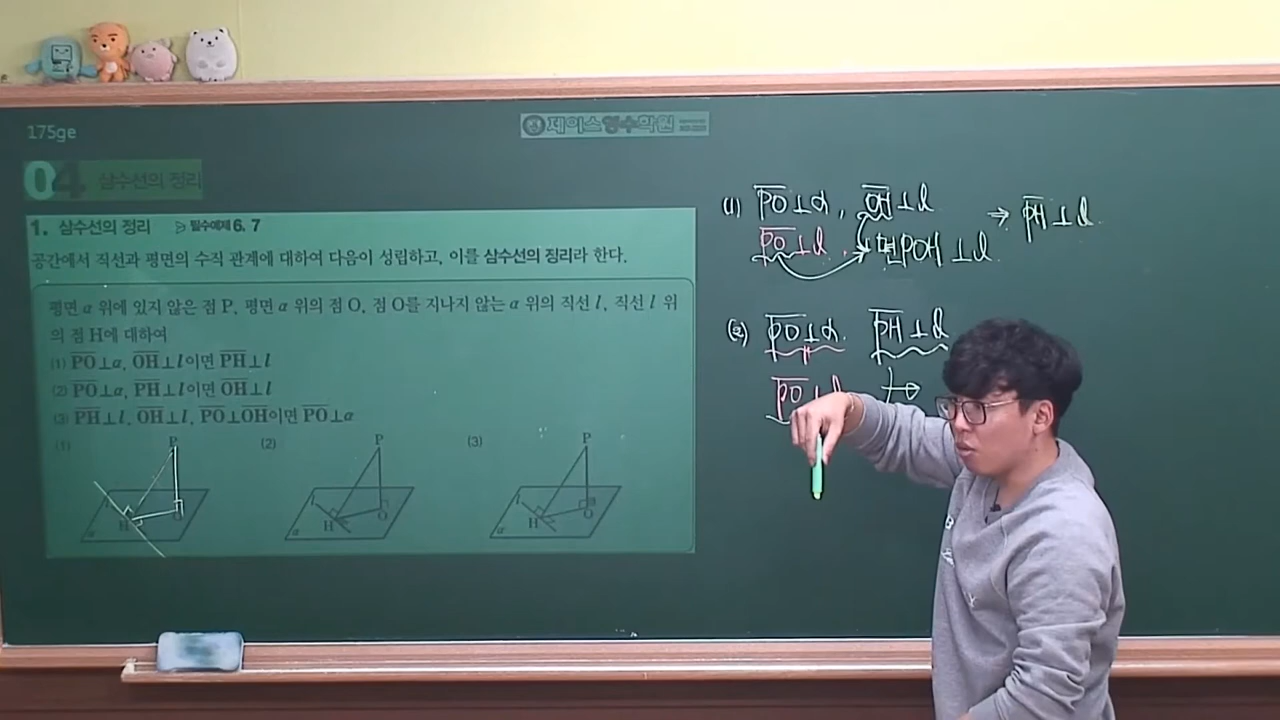 175ge
제이스영수학원
04 삼수선의 정리
1. 삼수선의 정리 ▷ 필수예제 6, 7
공간에서 직선과 평면의 수직 관계에 대하여 다음이 성립하고, 이를 삼수선의 정리라 한다.
평면 α 위에 있지 않은 점 P, 평면 α 위의 점 O, 점 O를 지나지 않는 α 위의 직선 l, 직선 l 위
의 점 H에 대하여
(1) P̅O̅⊥α, O̅H̅⊥l이면 P̅H̅⊥l
(2) P̅O̅⊥α, P̅H̅⊥l이면 O̅H̅⊥l
(3) P̅H̅⊥l, O̅H̅⊥l, P̅O̅⊥O̅H̅이면 P̅O̅⊥α
(1) P H O α
(2) P l H O α
(3) P l H O α
(1) P̅O̅⊥α, O̅H̅⊥l ⇒ P̅H̅⊥l
P̅O̅⊥l, 면POH⊥l
(2) P̅O̅⊥α. P̅H̅⊥l
P̅O̅⊥l